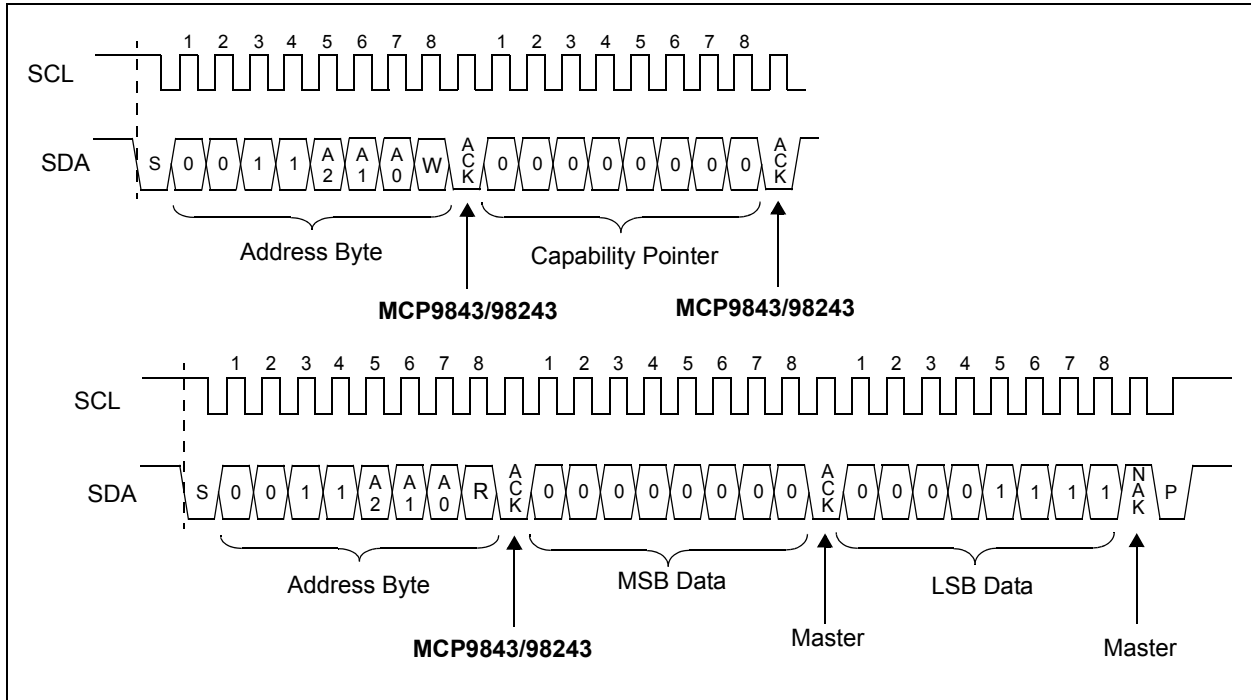 1 2 3 4 5 6 7 8 1 2 3 4 5 6 7 8
SCL
SDA
S 0 0 1 1 A2 A1 A0 W ACK 0 0 0 0 0 0 0 0 ACK
Address Byte Capability Pointer
MCP9843/98243 MCP9843/98243
1 2 3 4 5 6 7 8 1 2 3 4 5 6 7 8 1 2 3 4 5 6 7 8
SCL
SDA
S 0 0 1 1 A2 A1 A0 R ACK 0 0 0 0 0 0 0 0 ACK 0 0 0 0 1 1 1 1 NAK P
Address Byte MSB Data LSB Data
MCP9843/98243 Master Master